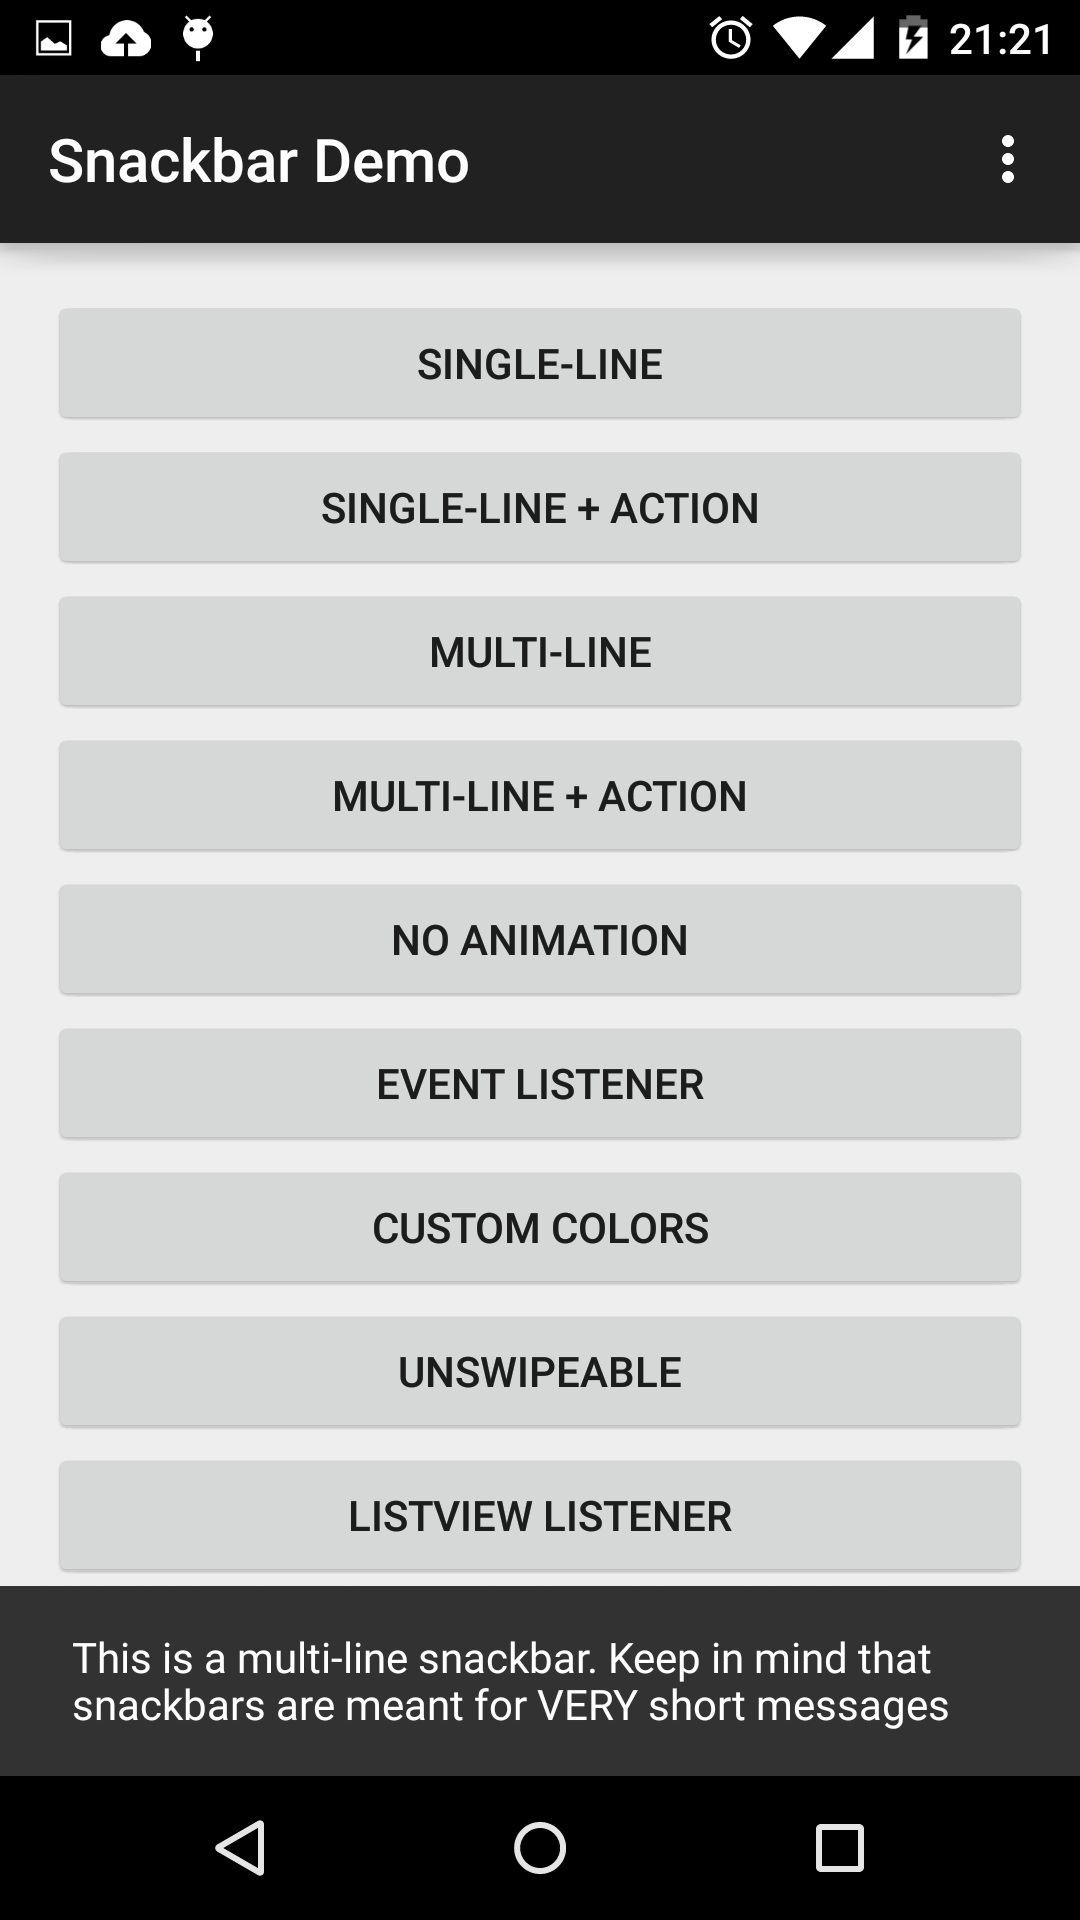 21:21
Snackbar Demo
SINGLE-LINE
SINGLE-LINE + ACTION
MULTI-LINE
MULTI-LINE + ACTION
NO ANIMATION
EVENT LISTENER
CUSTOM COLORS
UNSWIPEABLE
LISTVIEW LISTENER
This is a multi-line snackbar. Keep in mind that
snackbars are meant for VERY short messages